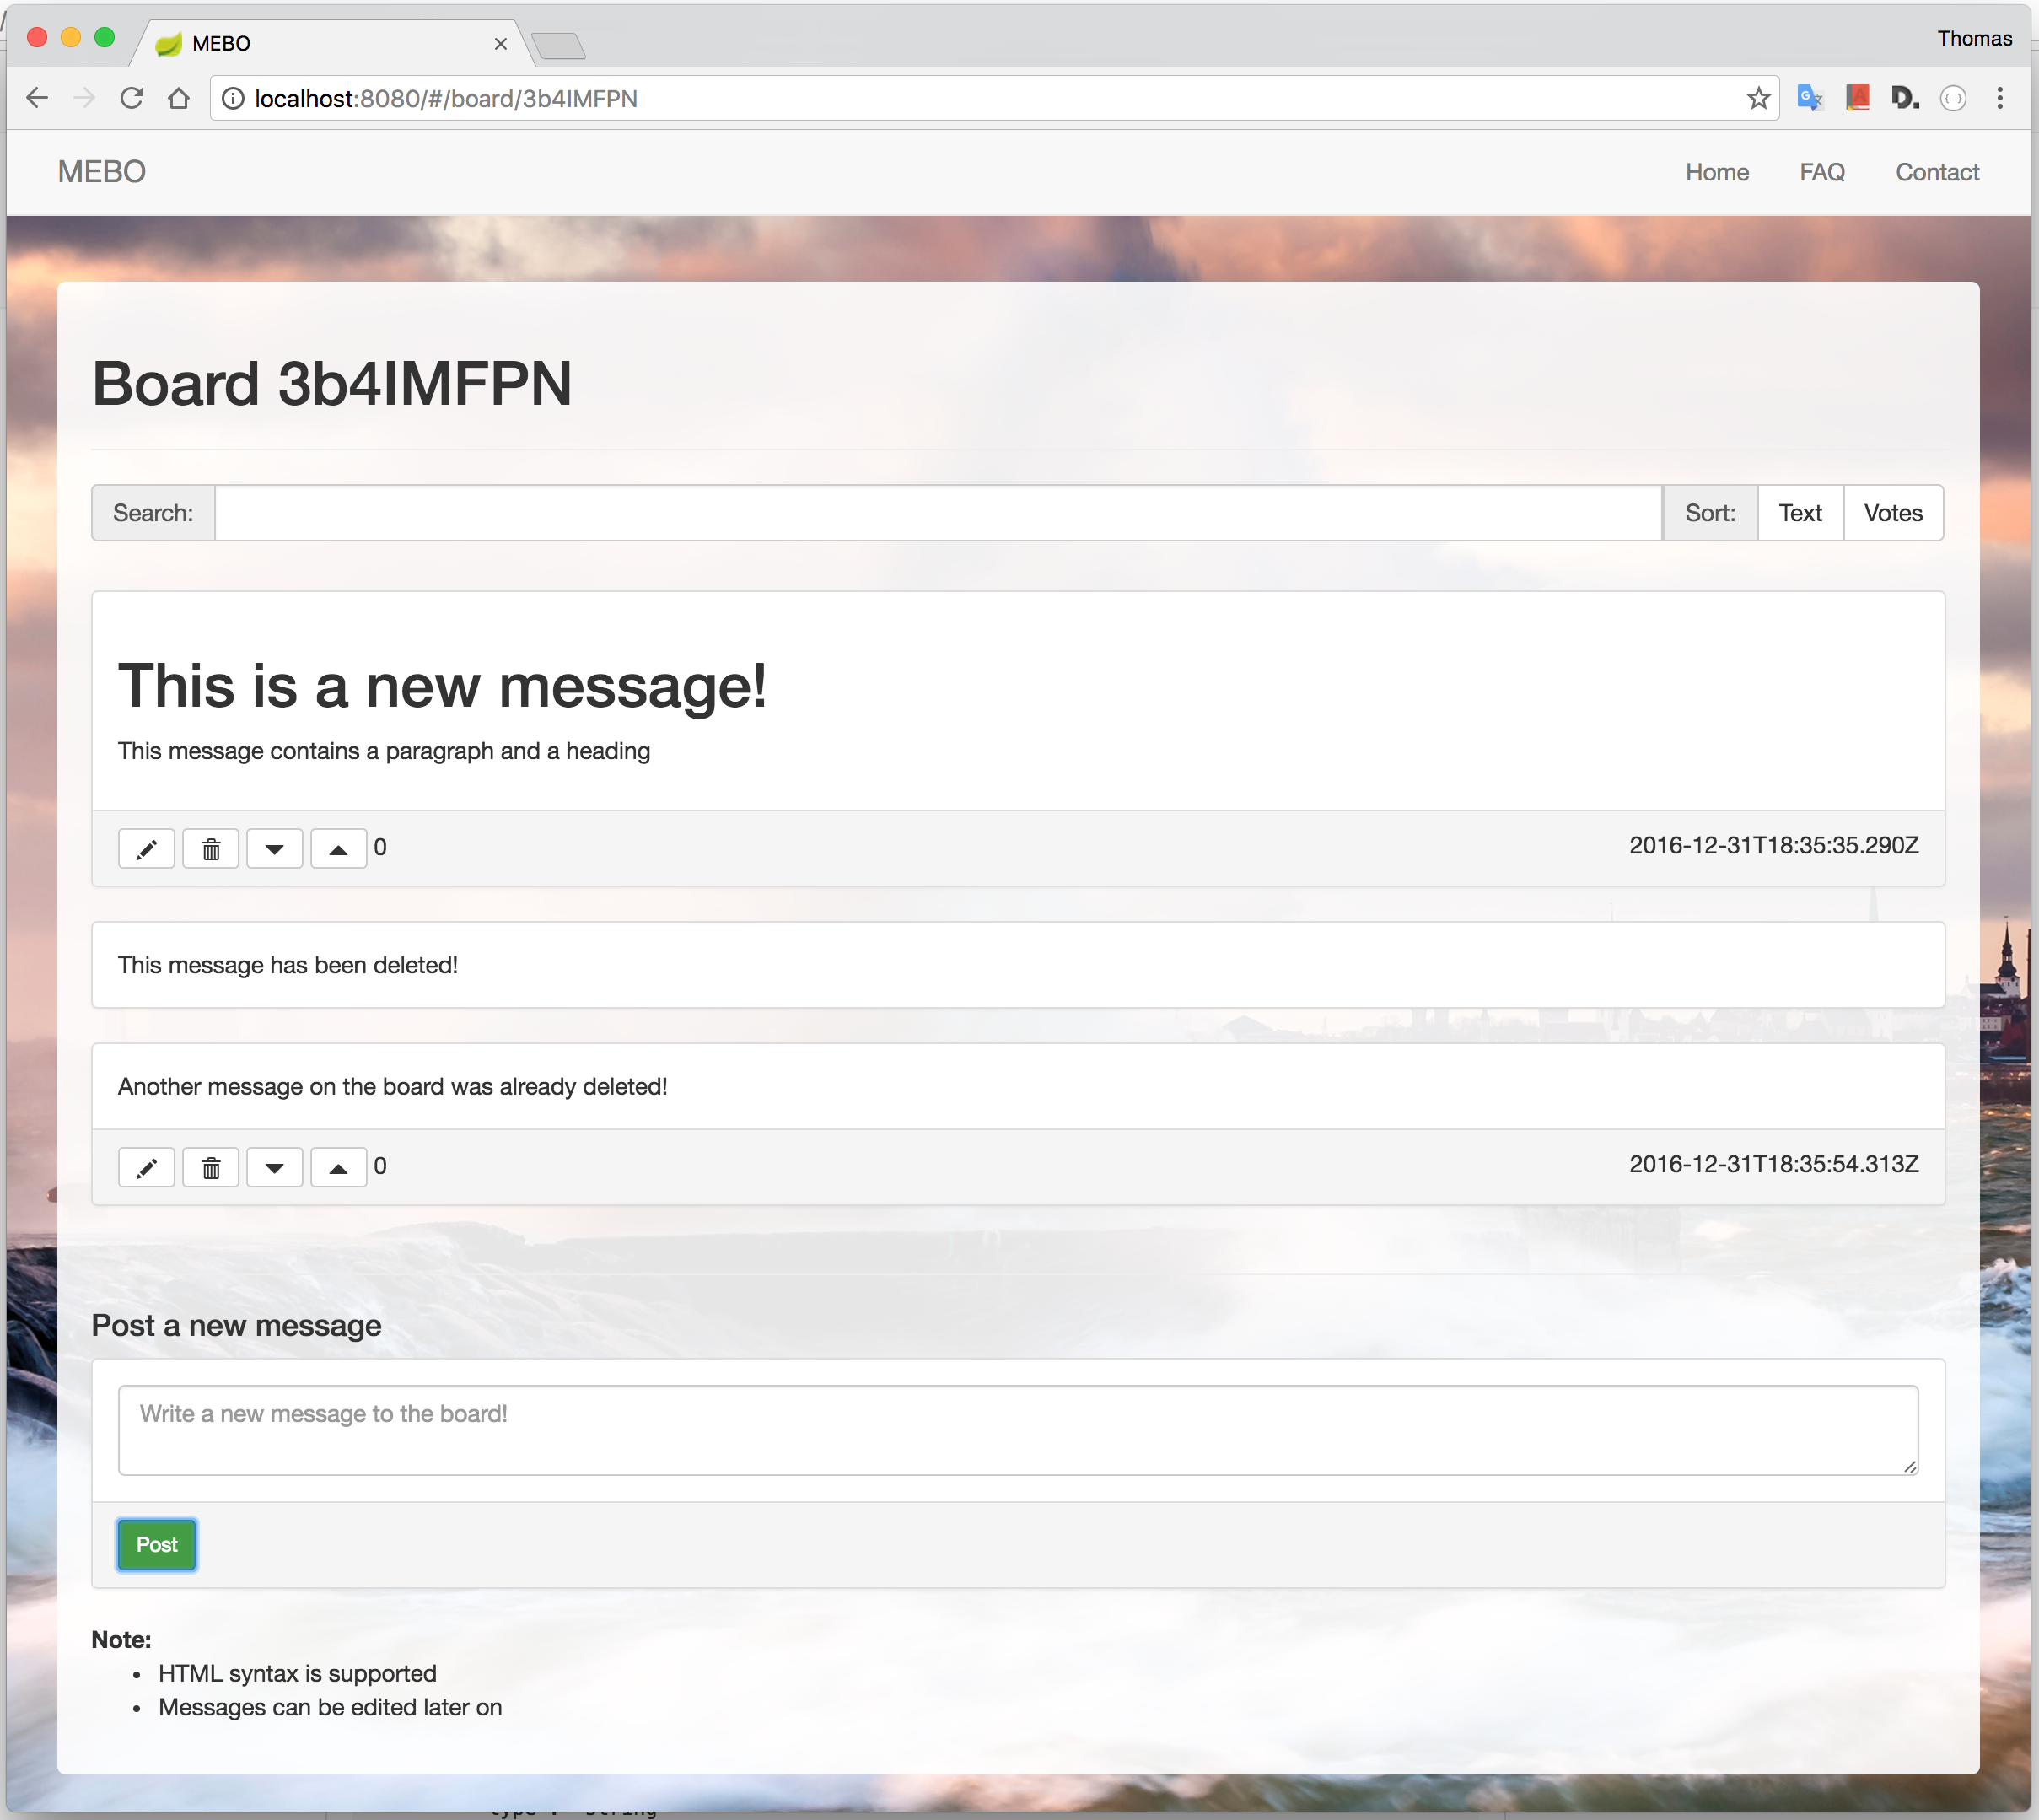 MEBO
Thomas
localhost:8080/#/board/3b4IMFPN
MEBO
Home
FAQ
Contact
Board 3b4IMFPN
Search:
Sort:
Text
Votes
This is a new message!
This message contains a paragraph and a heading
0
2016-12-31T18:35:35.290Z
This message has been deleted!
Another message on the board was already deleted!
0
2016-12-31T18:35:54.313Z
Post a new message
Write a new message to the board!
Post
Note:
• HTML syntax is supported
• Messages can be edited later on